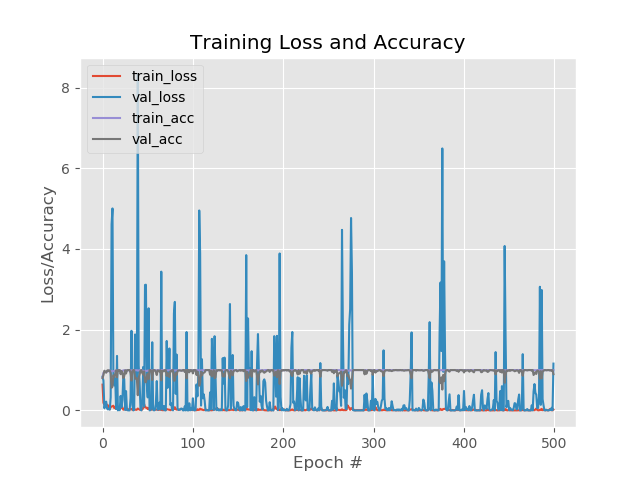 Training Loss and Accuracy
train_loss
val_loss
train_acc
val_acc
8
6
4
2
0
Loss/Accuracy
0 100 200 300 400 500
Epoch #